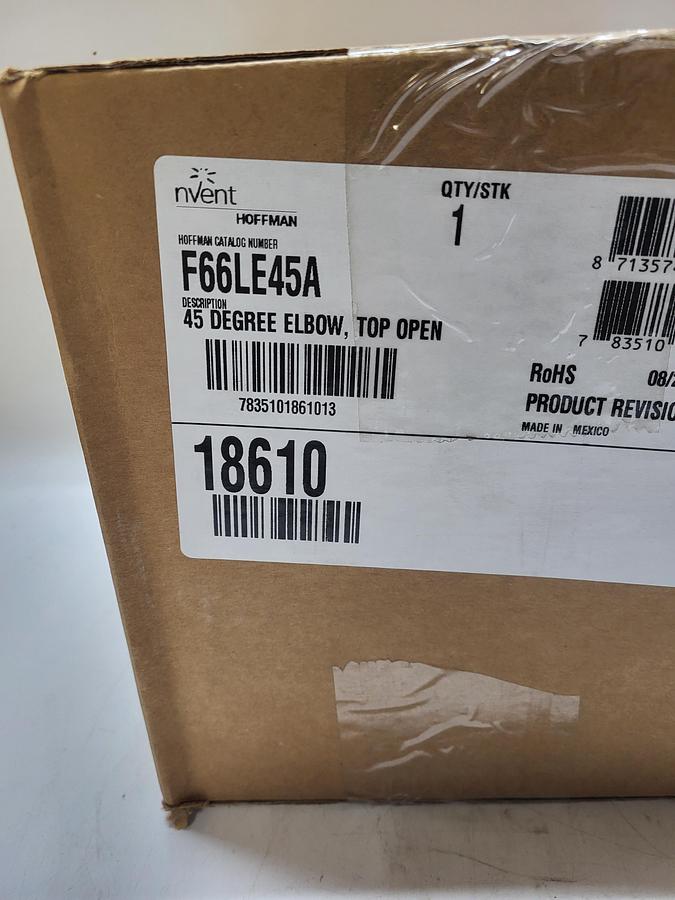 nVent
HOFFMAN
HOFFMAN CATALOG NUMBER
F66LE45A
DESCRIPTION
45 DEGREE ELBOW, TOP OPEN
7835101861013
QTY/STK
1
8 71357
7 83510
RoHS 08/
PRODUCT
MADE IN MEXICO
18610